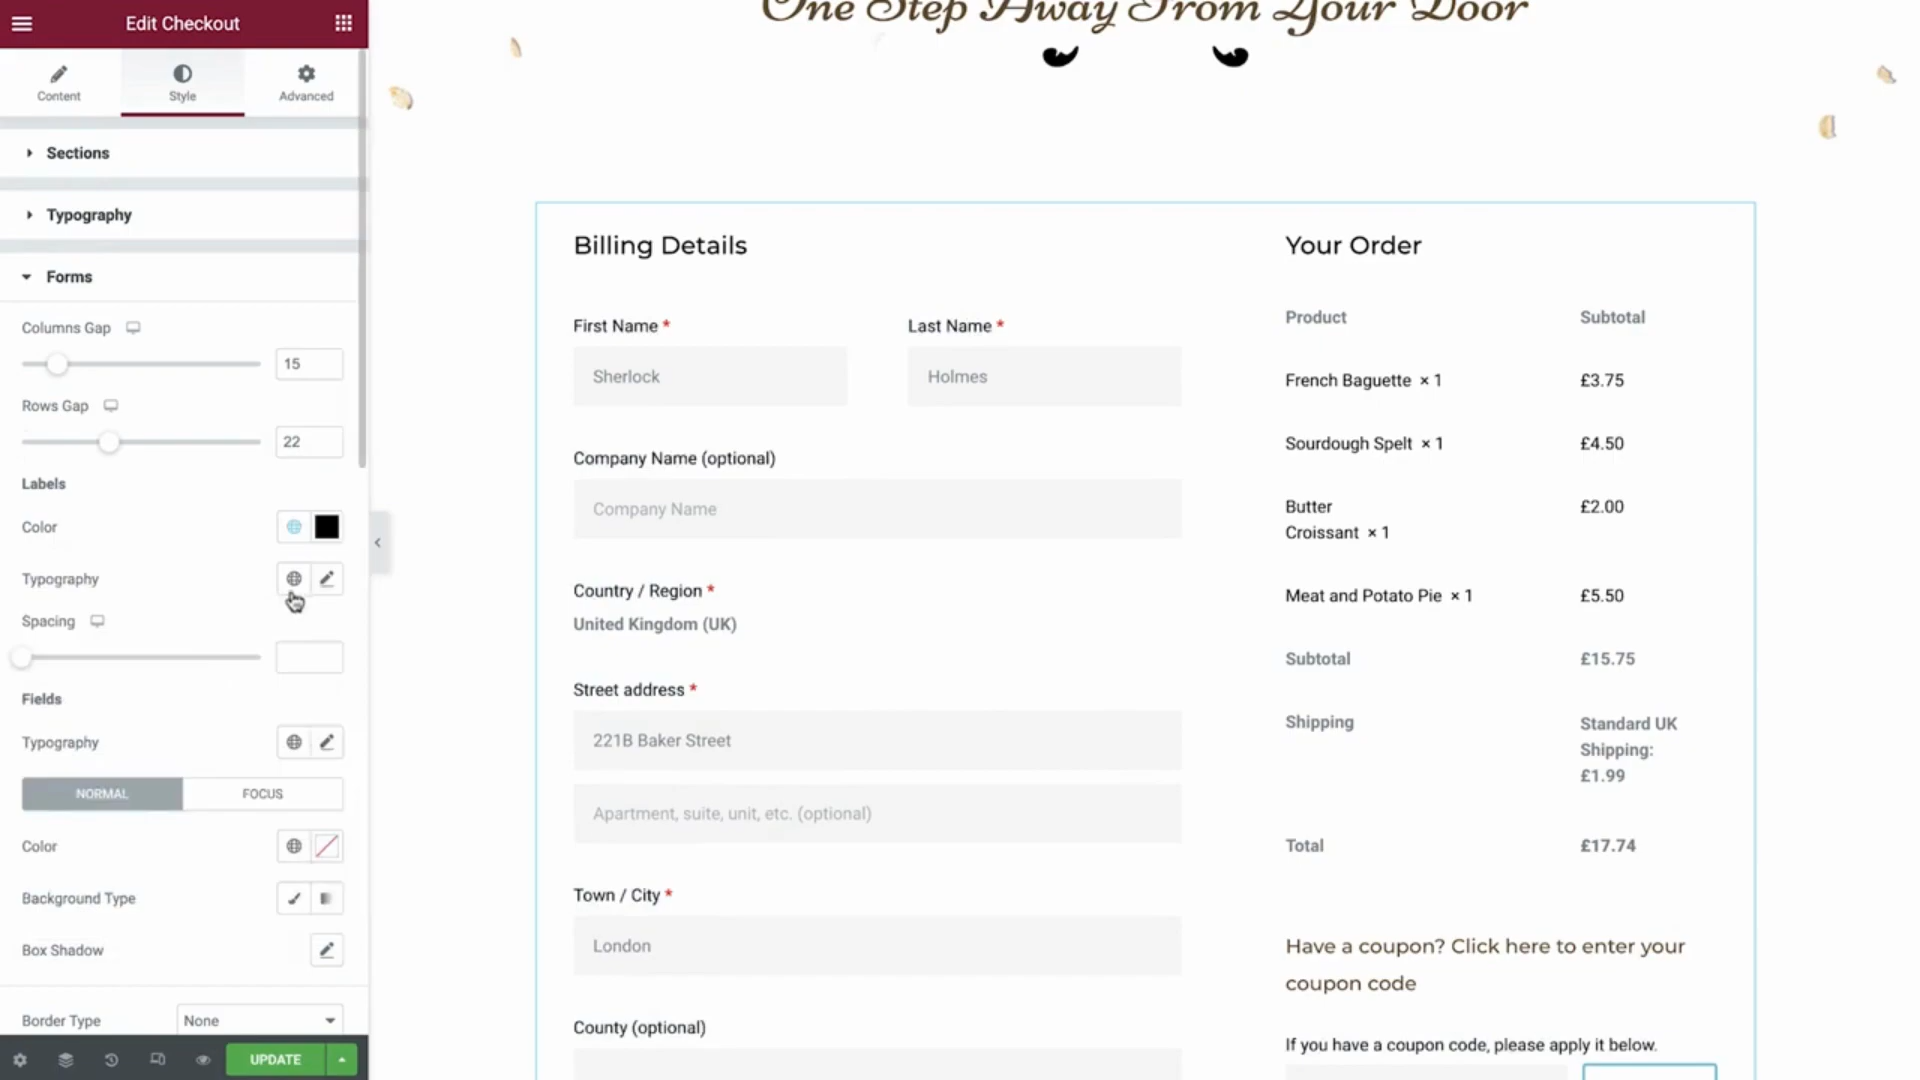 Edit Checkout
Content
Style
Advanced
Sections
Typography
Forms
Columns Gap
15
Rows Gap
22
Labels
Color
Typography
Spacing
Fields
Typography
NORMAL
FOCUS
Color
Background Type
Box Shadow
Border Type
None
UPDATE
One Step Away From Your Door
Billing Details
First Name *
Last Name *
Sherlock
Holmes
Company Name (optional)
Company Name
Country / Region *
United Kingdom (UK)
Street address *
221B Baker Street
Apartment, suite, unit, etc. (optional)
Town / City *
London
County (optional)
Your Order
Product
Subtotal
French Baguette × 1
£3.75
Sourdough Spelt × 1
£4.50
Butter
Croissant × 1
£2.00
Meat and Potato Pie × 1
£5.50
Subtotal
£15.75
Shipping
Standard UK
Shipping:
£1.99
Total
£17.74
Have a coupon? Click here to enter your
coupon code
If you have a coupon code, please apply it below.